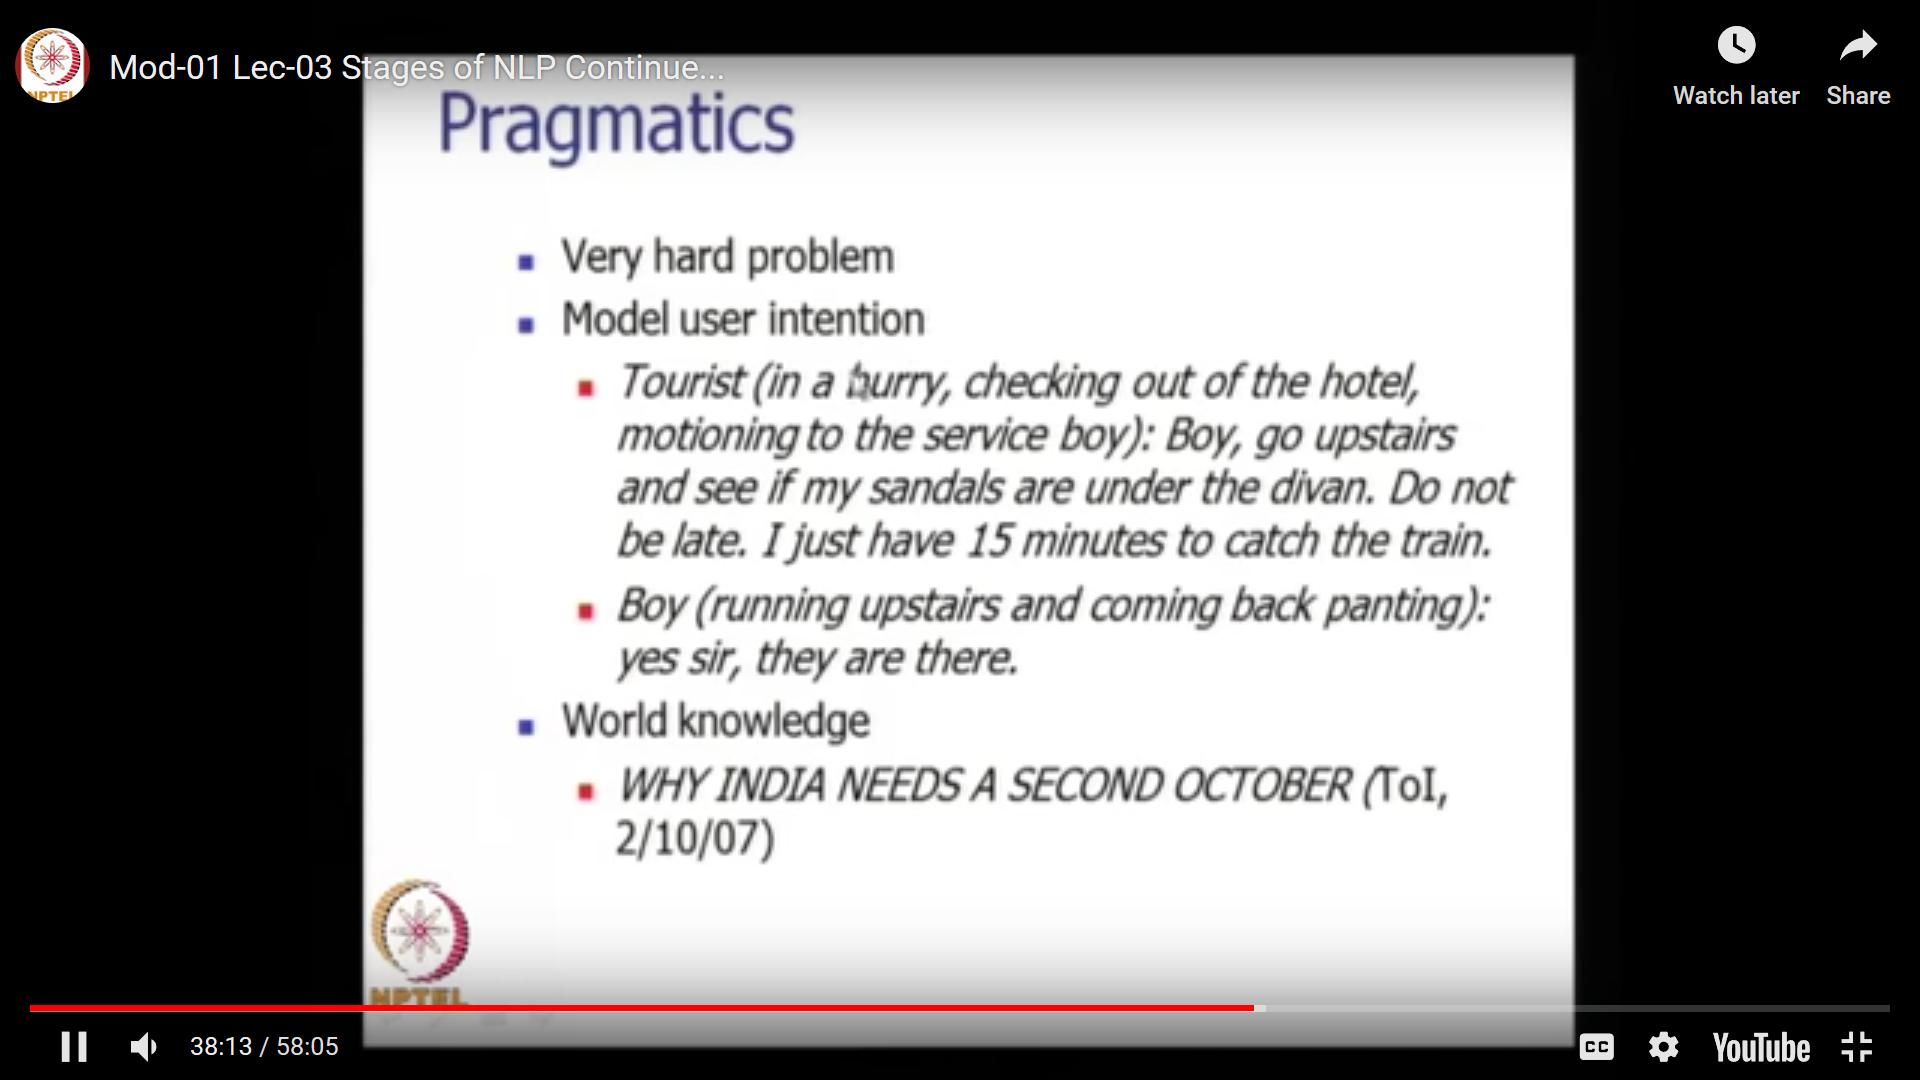 Mod-01 Lec-03 Stages of NLP Continue...
Watch later
Share
NPTEL
Pragmatics
Very hard problem
Model user intention
Tourist (in a hurry, checking out of the hotel,
motioning to the service boy): Boy, go upstairs
and see if my sandals are under the divan. Do not
be late. I just have 15 minutes to catch the train.
Boy (running upstairs and coming back panting):
yes sir, they are there.
World knowledge
WHY INDIA NEEDS A SECOND OCTOBER (ToI,
2/10/07)
NPTEL
38:13 / 58:05
CC
YouTube